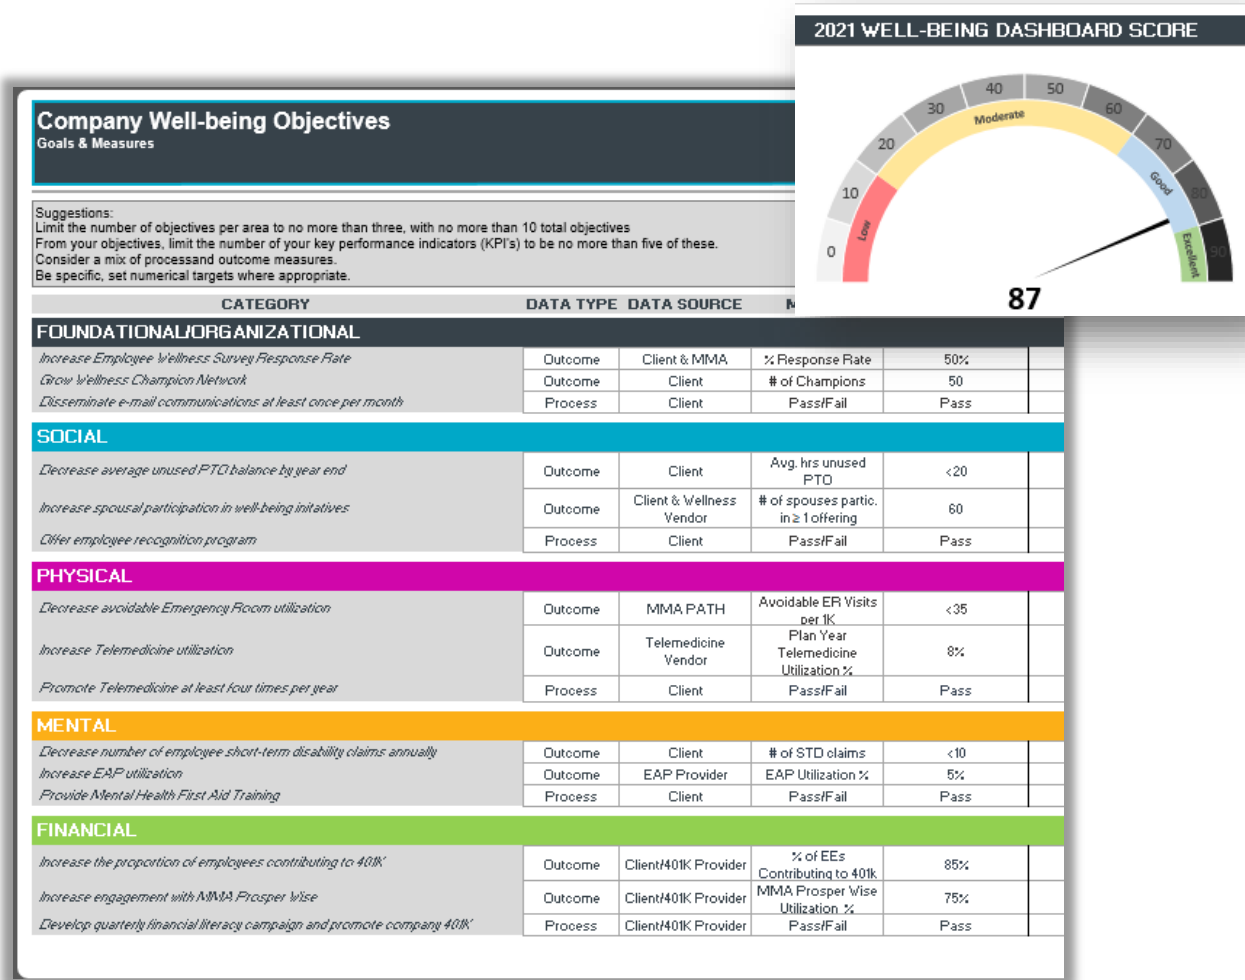 2021 WELL-BEING DASHBOARD SCORE
0
10
20
30
40
50
60
70
80
90
Low
Moderate
Good
Excellent
87
Company Well-being Objectives
Goals & Measures
Suggestions:
Limit the number of objectives per area to no more than three, with no more than 10 total objectives
From your objectives, limit the number of your key performance indicators (KPI's) to be no more than five of these.
Consider a mix of processand outcome measures.
Be specific, set numerical targets where appropriate.
CATEGORY DATA TYPE DATA SOURCE
FOUNDATIONAL/ORGANIZATIONAL
Increase Employee Wellness Survey Response Rate Outcome Client & MMA % Response Rate 50%
Grow Wellness Champion Network Outcome Client # of Champions 50
Disseminate e-mail communications at least once per month Process Client Pass/Fail Pass
SOCIAL
Decrease average unused PTO balance by year end Outcome Client Avg. hrs unused
PTO <20
Increase spousal participation in well-being initatives Outcome Client & Wellness
Vendor # of spouses partic.
in ≥ 1 offering 60
Offer employee recognition program Process Client Pass/Fail Pass
PHYSICAL
Decrease avoidable Emergency Room utilization Outcome MMA PATH Avoidable ER Visits
per 1K <35
Increase Telemedicine utilization Outcome Telemedicine
Vendor Plan Year
Telemedicine
Utilization % 8%
Promote Telemedicine at least four times per year Process Client Pass/Fail Pass
MENTAL
Decrease number of employee short-term disability claims annually Outcome Client # of STD claims <10
Increase EAP utilization Outcome EAP Provider EAP Utilization % 5%
Provide Mental Health First Aid Training Process Client Pass/Fail Pass
FINANCIAL
Increase the proportion of employees contributing to 401K Outcome Client/401K Provider % of EEs
Contributing to 401k 85%
Increase engagement with MMA Prosper Wise Outcome Client/401K Provider MMA Prosper Wise
Utilization % 75%
Develop quarterly financial literacy campaign and promote company 401K Process Client/401K Provider Pass/Fail Pass